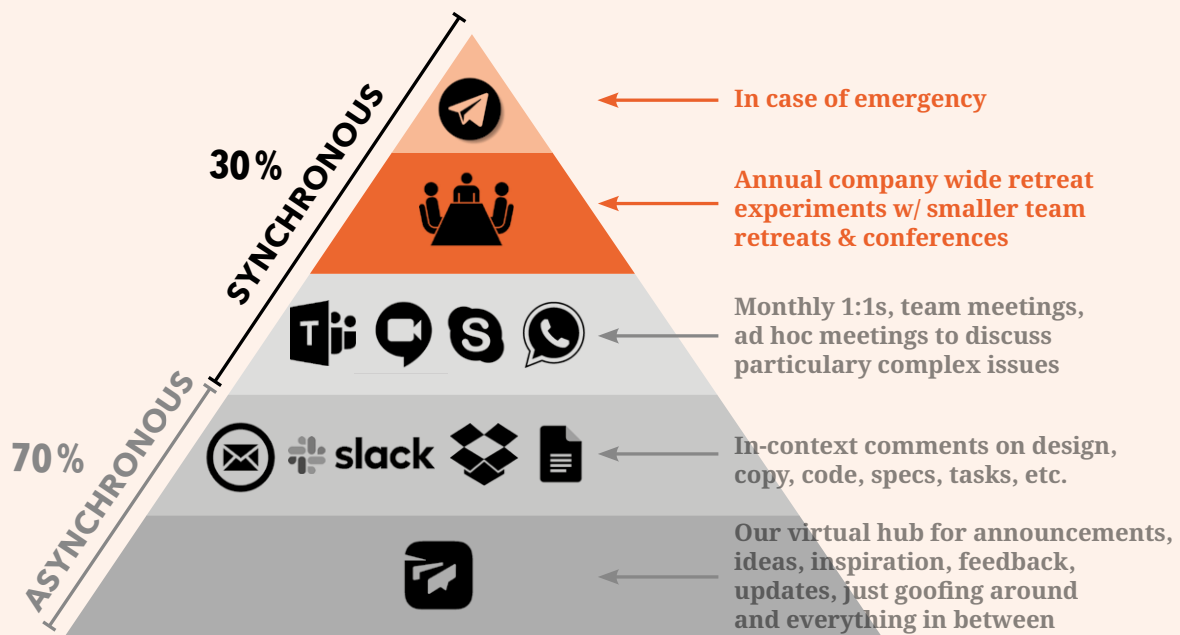 In case of emergency
30%
SYNCHRONOUS
Annual company wide retreat
experiments w/ smaller team
retreats & conferences
T
S
Monthly 1:1s, team meetings,
ad hoc meetings to discuss
particulary complex issues
70%
ASYNCHRONOUS
slack
In-context comments on design,
copy, code, specs, tasks, etc.
Our virtual hub for announcements,
ideas, inspiration, feedback,
updates, just goofing around
and everything in between